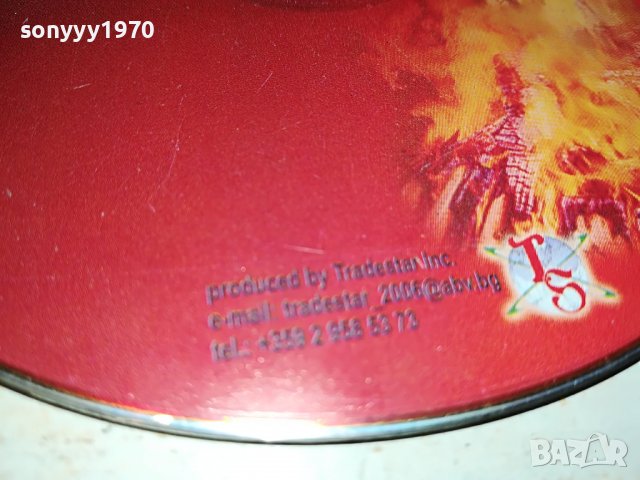 sonyyy1970
produced by Tradestar inc.
e-mail: tradestar_2006@abv.bg
tel.: +359 2 958 53 73
TS
BAZAR